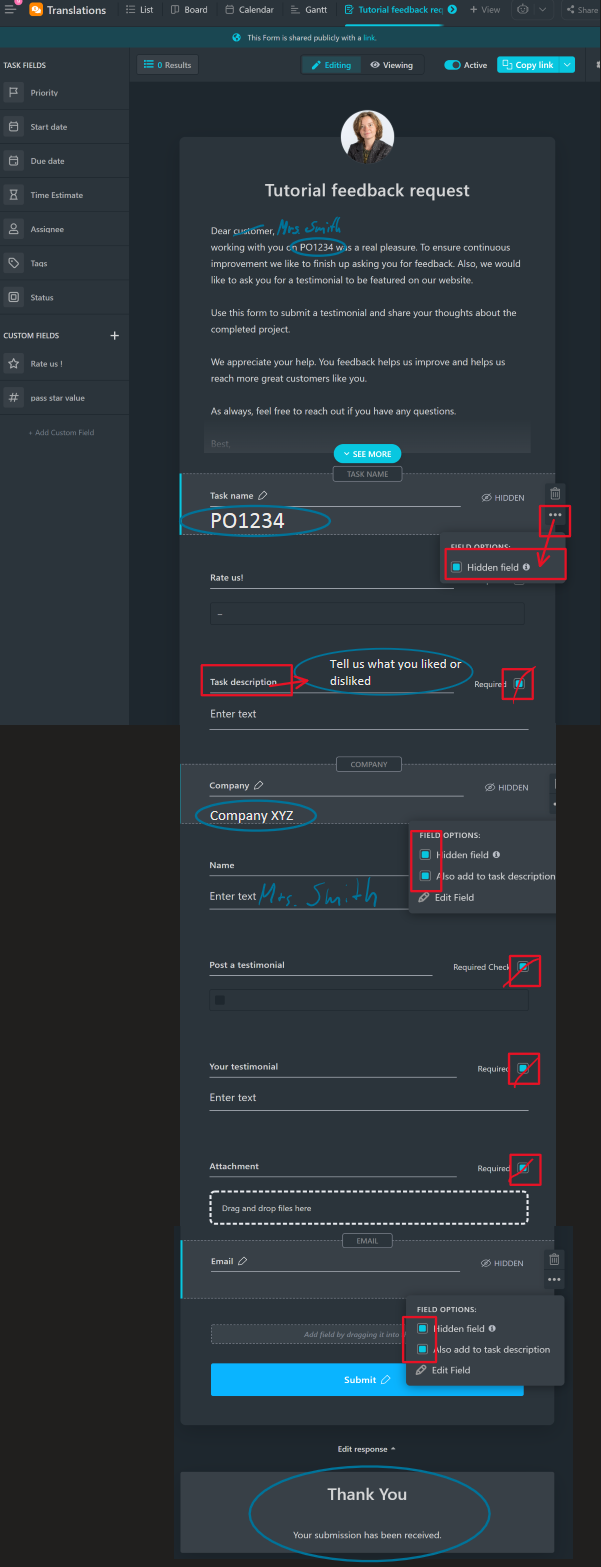 Translations
List
Board
Calendar
Gantt
Tutorial feedback req
+ View
Share
This Form is shared publicly with a link.
TASK FIELDS
0 Results
Editing
Viewing
Active
Copy link
Priority
Start date
Due date
Time Estimate
Assignee
Tags
Status
CUSTOM FIELDS +
Rate us !
pass star value
+ Add Custom Field
Tutorial feedback request
Dear customer, Mrs Smith
working with you on PO1234 was a real pleasure. To ensure continuous
improvement we like to finish up asking you for feedback. Also, we would
like to ask you for a testimonial to be featured on our website.
Use this form to submit a testimonial and share your thoughts about the
completed project.
We appreciate your help. You feedback helps us improve and helps us
reach more great customers like you.
As always, feel free to reach out if you have any questions.
Best,
SEE MORE
TASK NAME
Task name
HIDDEN
PO1234
FIELD OPTIONS:
Hidden field
Rate us!
–
Task description
Tell us what you liked or
disliked
Required
Enter text
COMPANY
Company
HIDDEN
Company XYZ
FIELD OPTIONS:
Hidden field
Also add to task description
Edit Field
Name
Enter text Mrs. Smith
Post a testimonial
Required Check
Your testimonial
Required
Enter text
Attachment
Required
Drag and drop files here
EMAIL
Email
HIDDEN
FIELD OPTIONS:
Hidden field
Also add to task description
Edit Field
Add field by dragging it into
Submit
Edit response
Thank You
Your submission has been received.